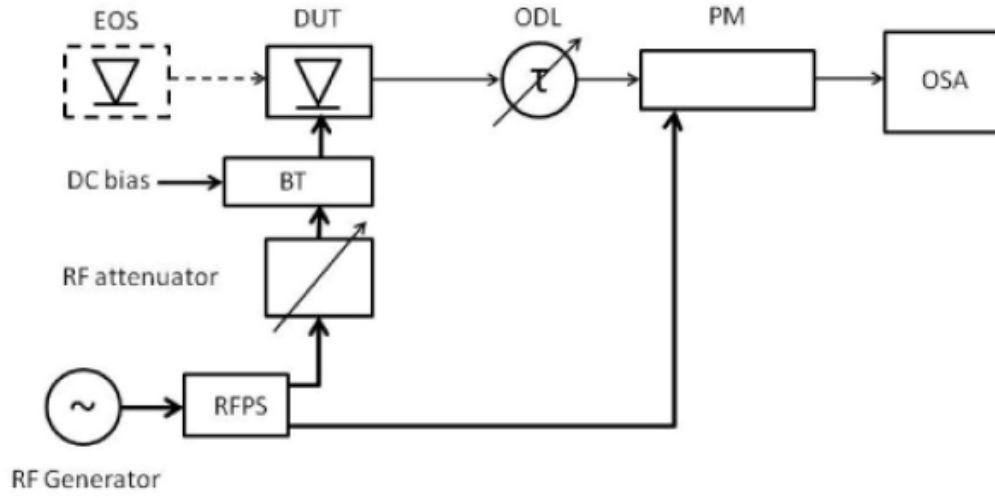 EOS
DUT
ODL
PM
τ
OSA
DC bias
BT
RF attenuator
~
RFPS
RF Generator